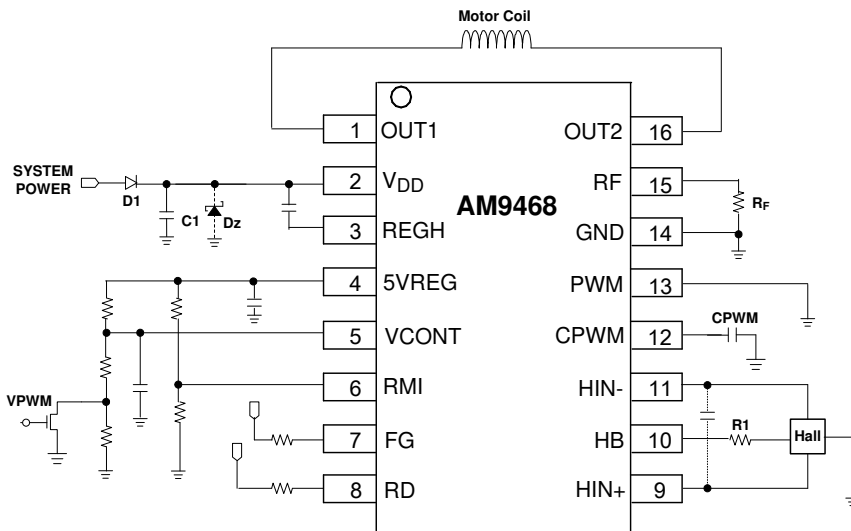 Motor Coil
1 OUT1
OUT2 16
SYSTEM
POWER
D1
C1
Dz
2 VDD
RF 15
RF
AM9468
3 REGH
GND 14
4 5VREG
PWM 13
5 VCONT
CPWM 12
CPWM
VPWM
6 RMI
HIN- 11
7 FG
HB 10
R1
Hall
8 RD
HIN+ 9